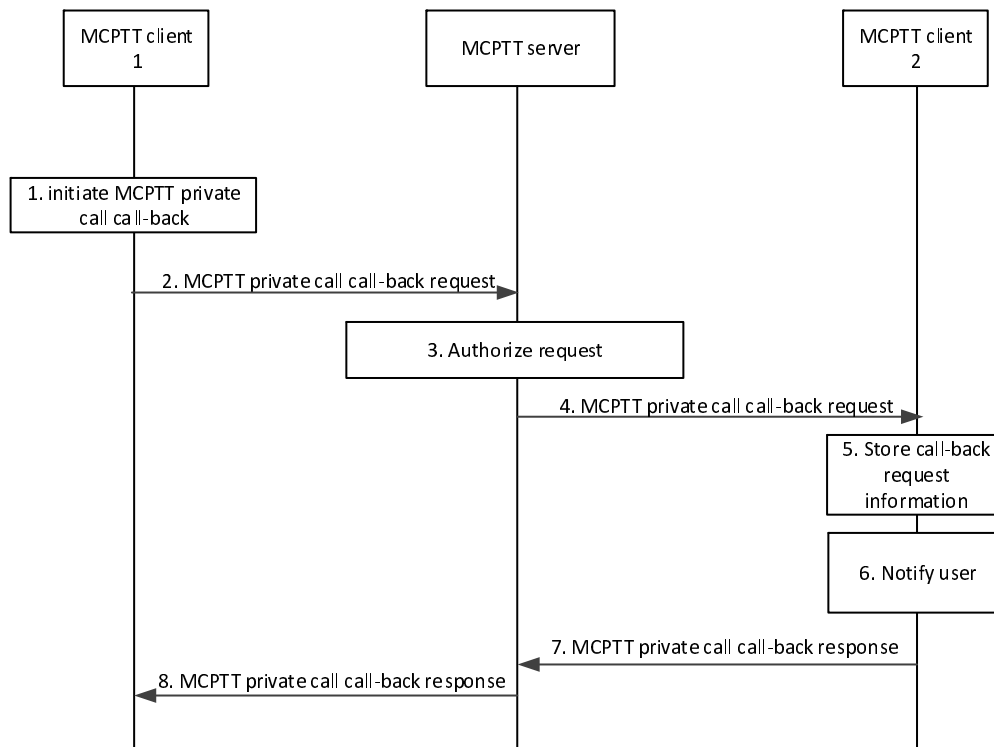 MCPTT client
1
MCPTT server
MCPTT client
2
1. initiate MCPTT private
call call-back
2. MCPTT private call call-back request
3. Authorize request
4. MCPTT private call call-back request
5. Store call-back
request
information
6. Notify user
7. MCPTT private call call-back response
8. MCPTT private call call-back response